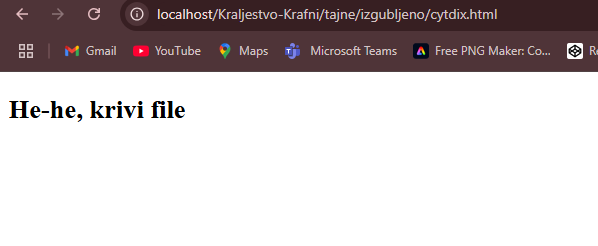 localhost/Kraljestvo-Krafni/tajne/izgubljeno/cytdix.html
Gmail YouTube Maps Microsoft Teams Free PNG Maker: Co...
He-he, krivi file